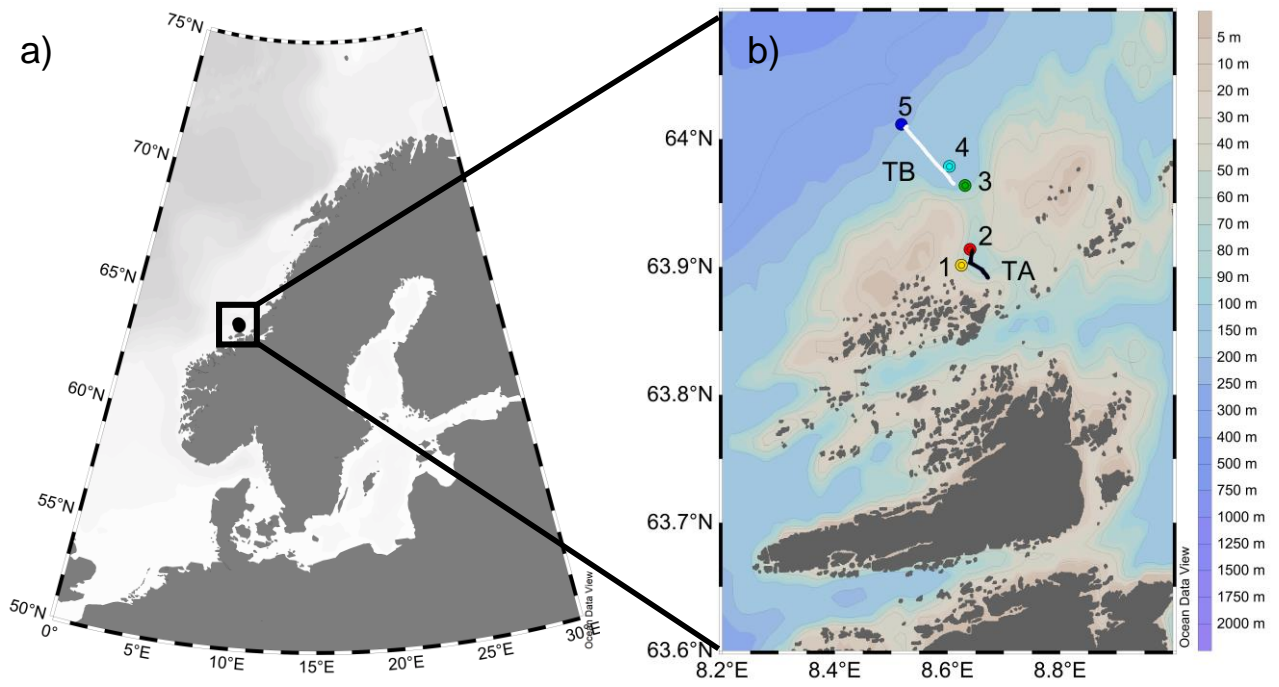 a)
75°N
70°N
65°N
60°N
55°N
50°N
0°
5°E
10°E
15°E
20°E
25°E
30°E
Ocean Data View
b)
64°N
63.9°N
63.8°N
63.7°N
63.6°N
8.2°E
8.4°E
8.6°E
8.8°E
5
4
TB
3
2
1
TA
Ocean Data View
5 m
10 m
20 m
30 m
40 m
50 m
60 m
70 m
80 m
90 m
100 m
150 m
200 m
250 m
300 m
400 m
500 m
750 m
1000 m
1250 m
1500 m
1750 m
2000 m